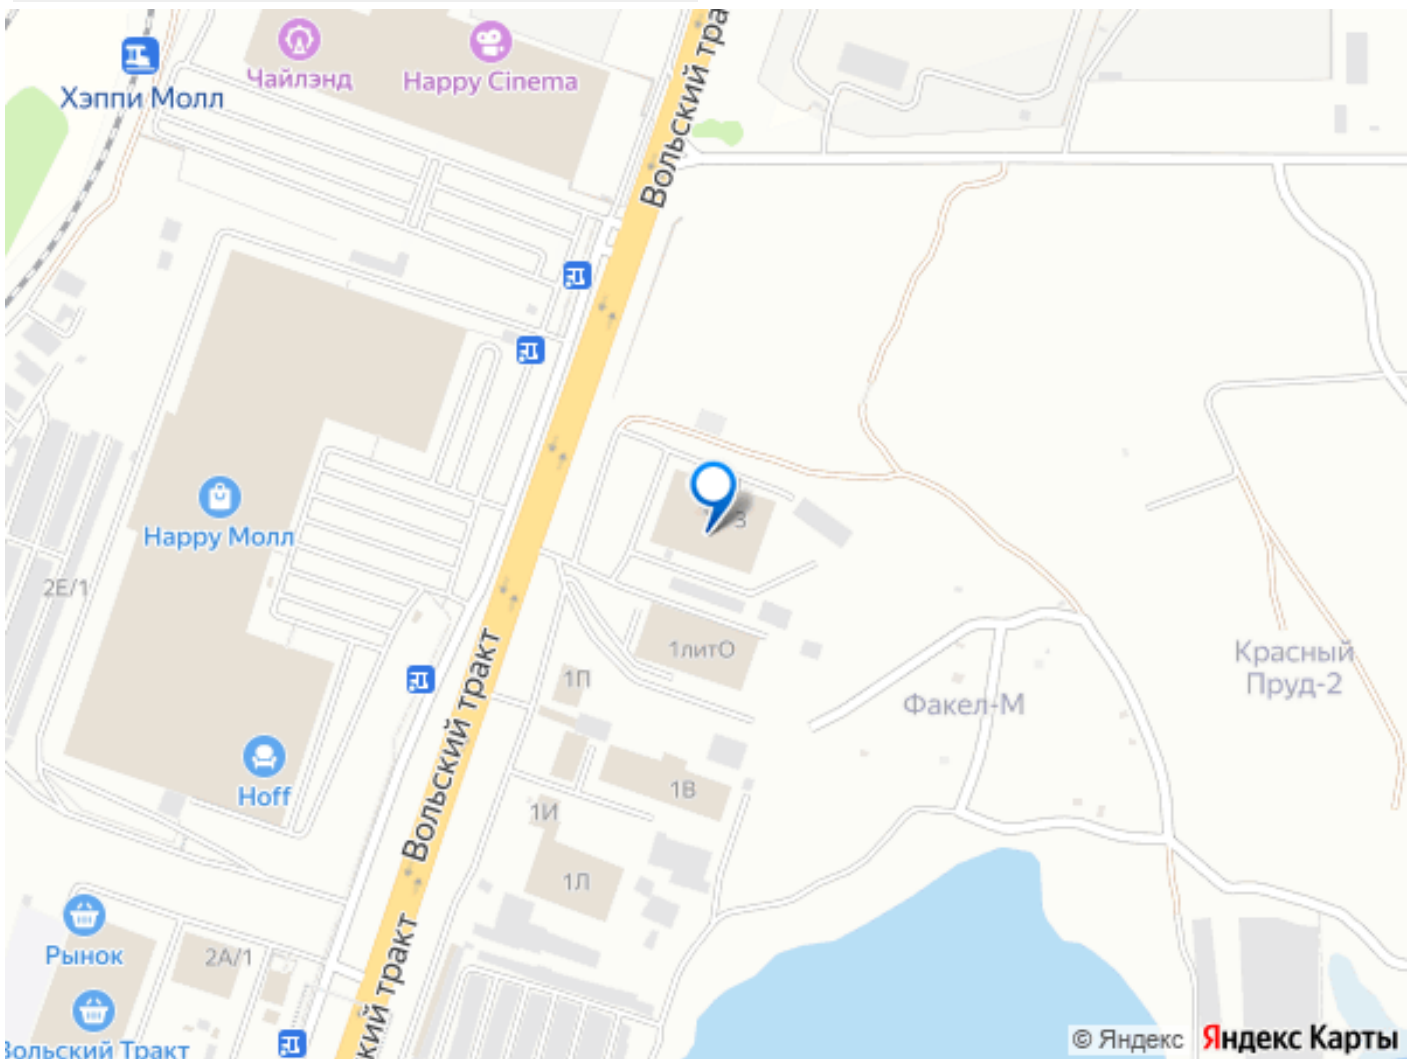 Чайлэнд
Happy Cinema
Хэппи Молл
Вольский тра
Happy Молл
2Е/1
3
1литО
1П
Красный
Пруд-2
Факел-М
Вольский тракт
Hoff
1В
1И
1Л
Рынок
2А/1
кий тракт
Вольский Тракт
© Яндекс
Яндекс Карты